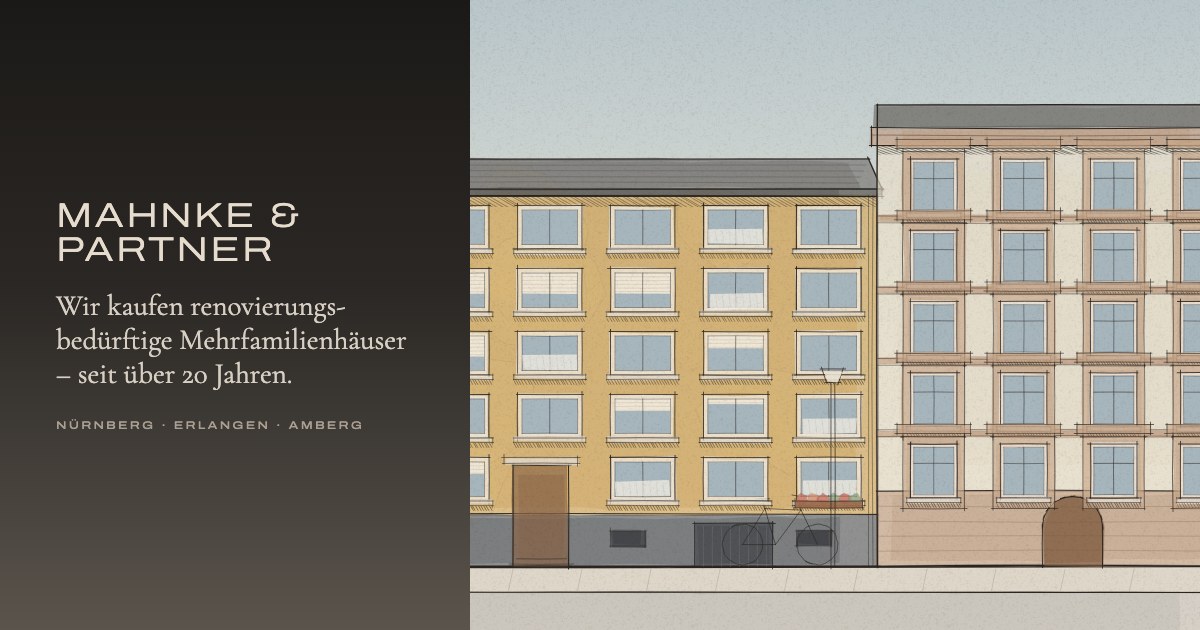 MAHNKE &
PARTNER
Wir kaufen renovierungs-
bedürftige Mehrfamilienhäuser
– seit über 20 Jahren.
NÜRNBERG · ERLANGEN · AMBERG